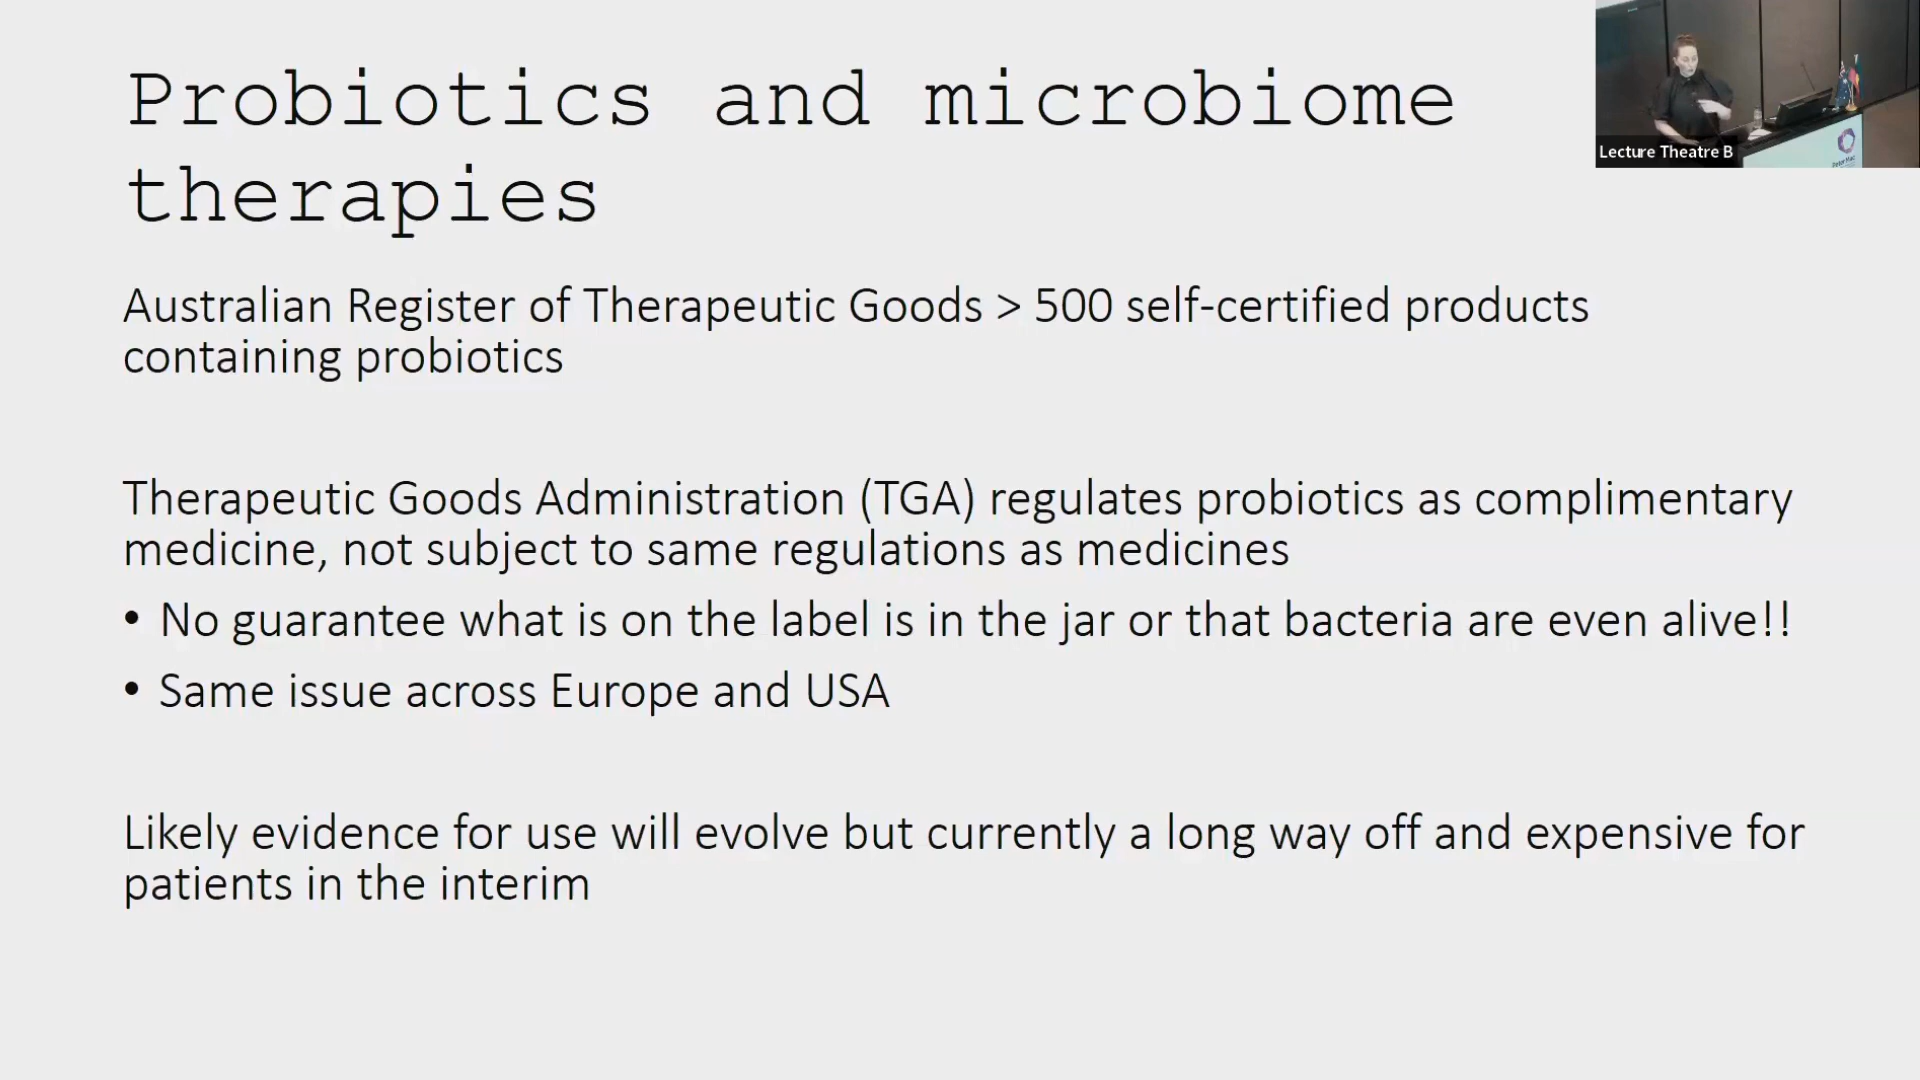 Probiotics and microbiome
therapies
Lecture Theatre B
Australian Register of Therapeutic Goods > 500 self-certified products
containing probiotics
Therapeutic Goods Administration (TGA) regulates probiotics as complimentary
medicine, not subject to same regulations as medicines
• No guarantee what is on the label is in the jar or that bacteria are even alive!!
• Same issue across Europe and USA
Likely evidence for use will evolve but currently a long way off and expensive for
patients in the interim